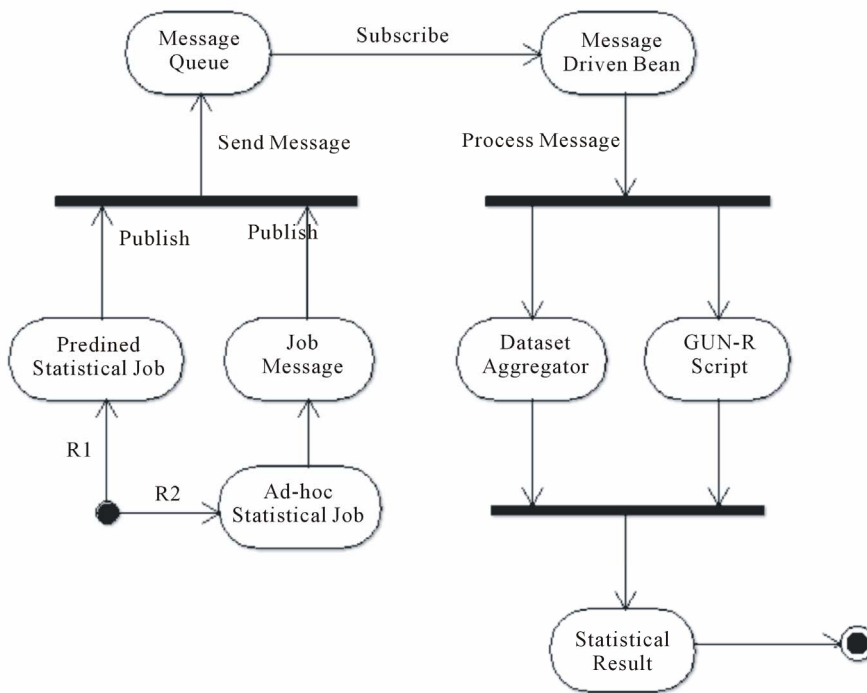 Message
Queue
Subscribe
Message
Driven Bean
Send Message
Process Message
Publish
Publish
Predined
Statistical Job
Job
Message
Dataset
Aggregator
GUN-R
Script
R1
R2
Ad-hoc
Statistical Job
Statistical
Result